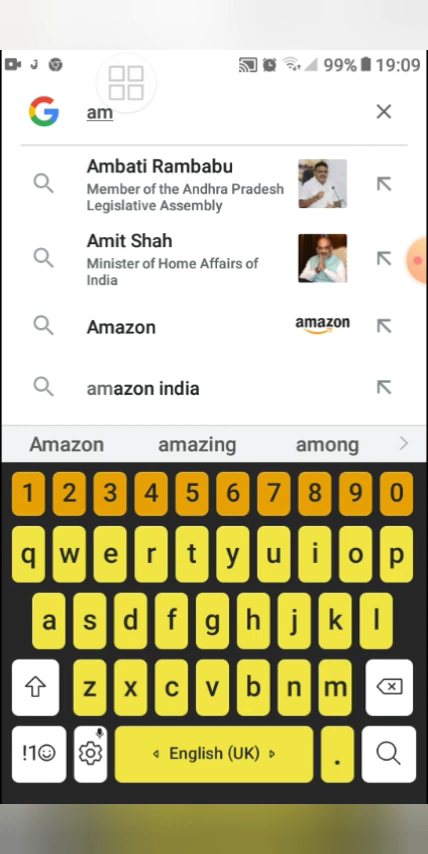 J 99% 19:09
am
Ambati Rambabu
Member of the Andhra Pradesh
Legislative Assembly
Amit Shah
Minister of Home Affairs of
India
Amazon amazon
amazon india
Amazon amazing among
1 2 3 4 5 6 7 8 9 0
q w e r t y u i o p
a s d f g h j k l
z x c v b n m
!1☺ English (UK) .